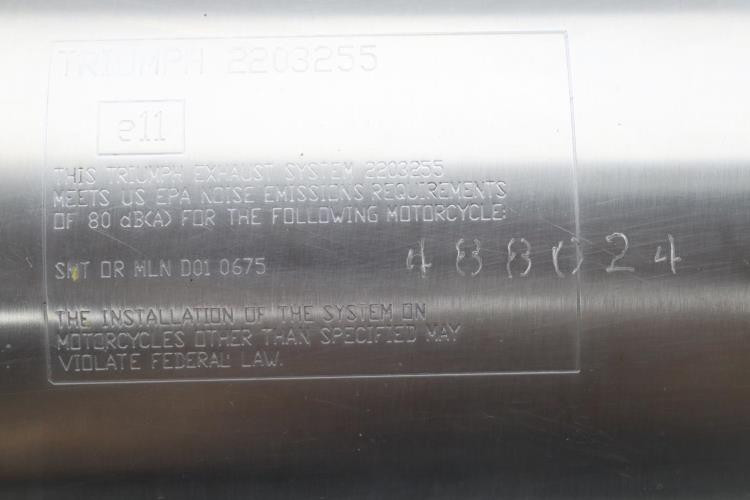 TRIUMPH 2203255
e11
THIS TRIUMPH EXHAUST SYSTEM 2203255
MEETS US EPA NOISE EMISSIONS REQUIREMENTS
OF 80 dB(A) FOR THE FOLLOWING MOTORCYCLE:
SMT OR MLN D01 0675 488024
THE INSTALLATION OF THE SYSTEM ON
MOTORCYCLES OTHER THAN SPECIFIED MAY
VIOLATE FEDERAL LAW.